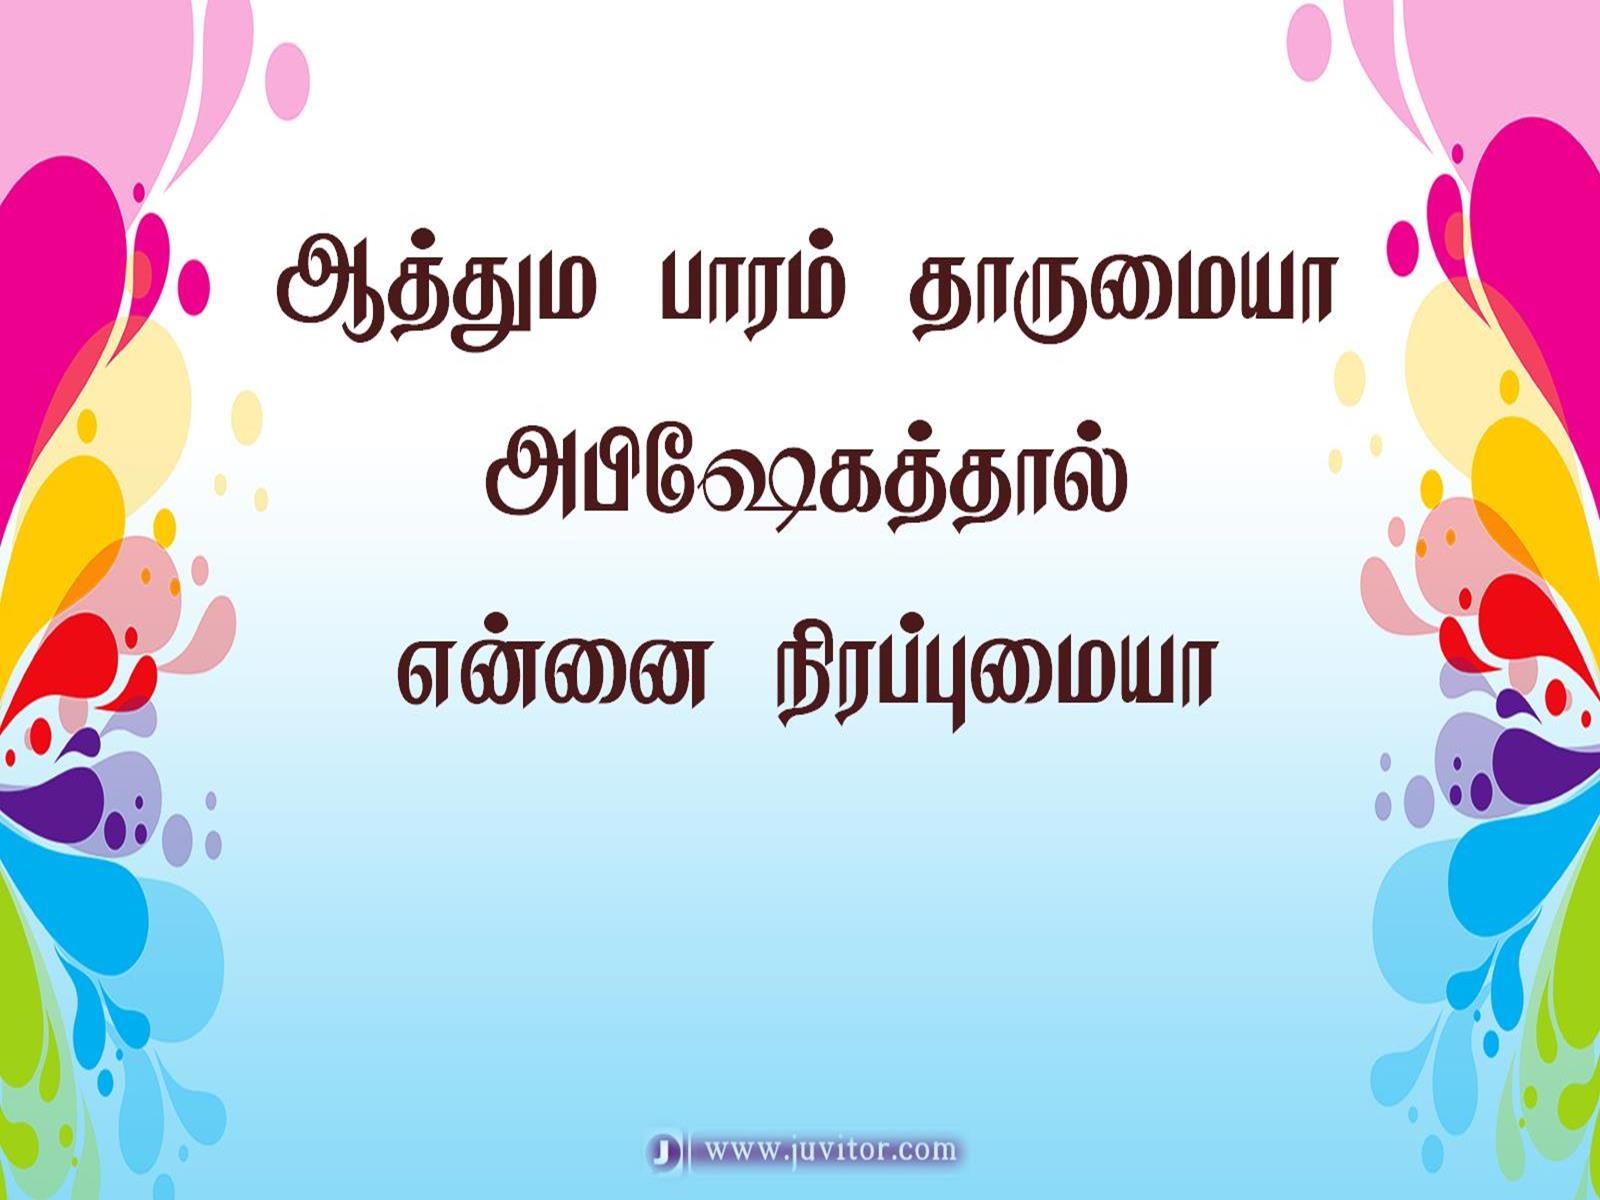 ஆத்தும பாரம் தாருமையா
அபிஷேகத்தால்
என்னை நிரப்புமையா
J www.juvitor.com